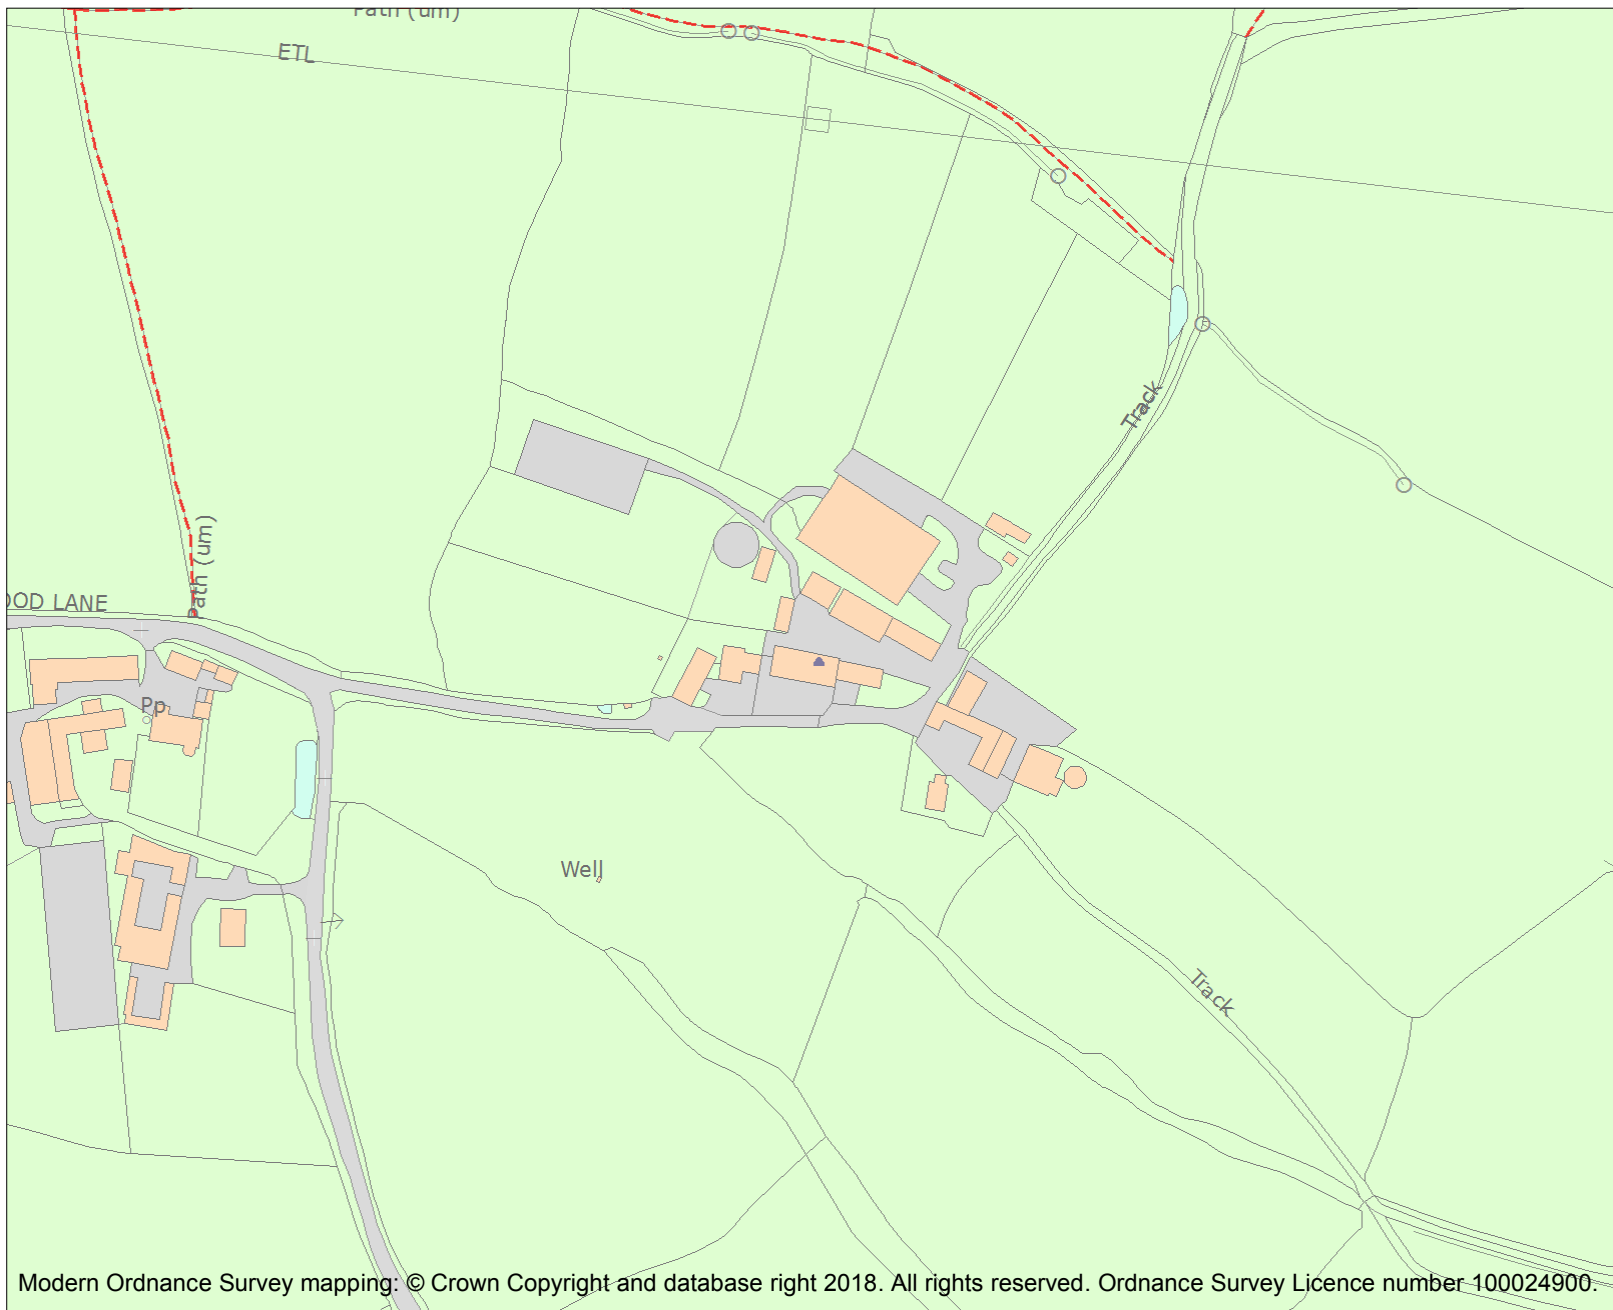 Path (um)
ETL
Track
Path (um)
OOD LANE
Pp
Well
Track
Modern Ordnance Survey mapping: © Crown Copyright and database right 2018. All rights reserved. Ordnance Survey Licence number 100024900.